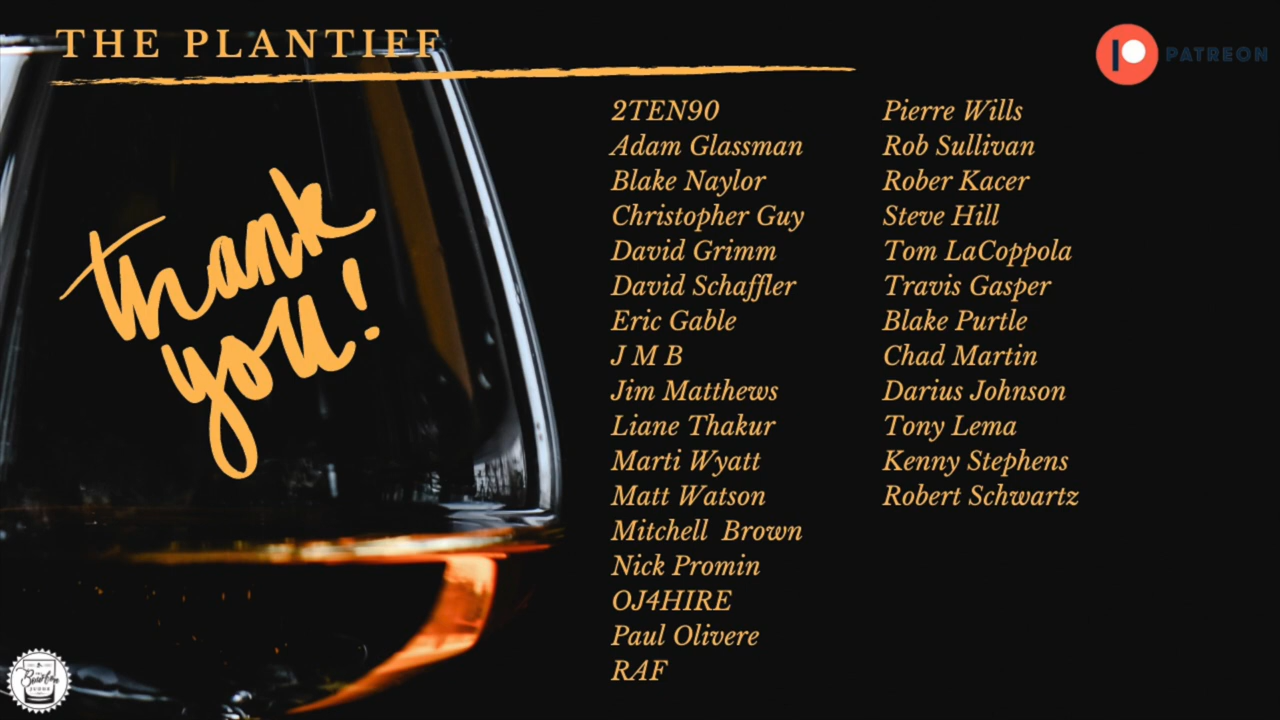 THE PLANTIFF
PATREON
thank
you!
2TEN90
Adam Glassman
Blake Naylor
Christopher Guy
David Grimm
David Schaffler
Eric Gable
J M B
Jim Matthews
Liane Thakur
Marti Wyatt
Matt Watson
Mitchell Brown
Nick Promin
OJ4HIRE
Paul Olivere
RAF
Pierre Wills
Rob Sullivan
Rober Kacer
Steve Hill
Tom LaCoppola
Travis Gasper
Blake Purtle
Chad Martin
Darius Johnson
Tony Lema
Kenny Stephens
Robert Schwartz
Bourbon
JUDGE